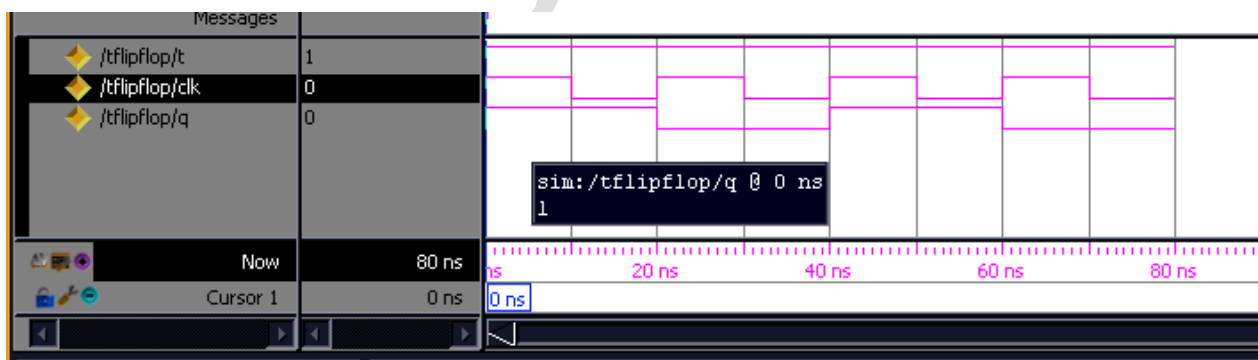 Messages
/tflipflop/t 1
/tflipflop/clk 0
/tflipflop/q 0
sim:/tflipflop/q @ 0 ns
1
Now 80 ns
ns 20 ns 40 ns 60 ns 80 ns
Cursor 1 0 ns 0 ns